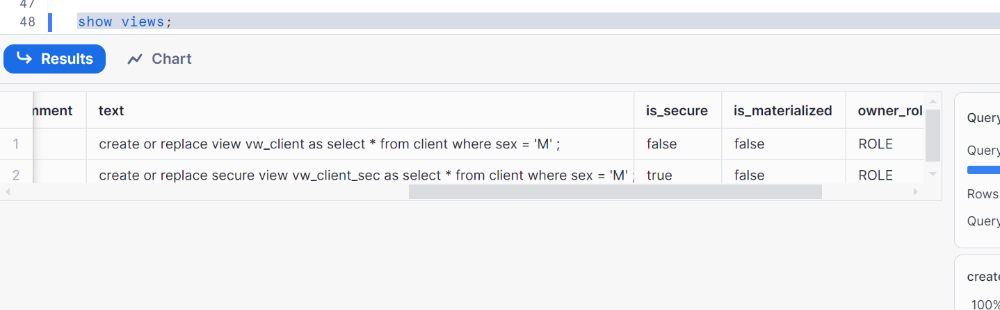 47
48 show views;
Results Chart
mment text is_secure is_materialized owner_rol
1 create or replace view vw_client as select * from client where sex = 'M' ; false false ROLE
2 create or replace secure view vw_client_sec as select * from client where sex = 'M' ; true false ROLE
Query
Query
Rows
Query
create
100%